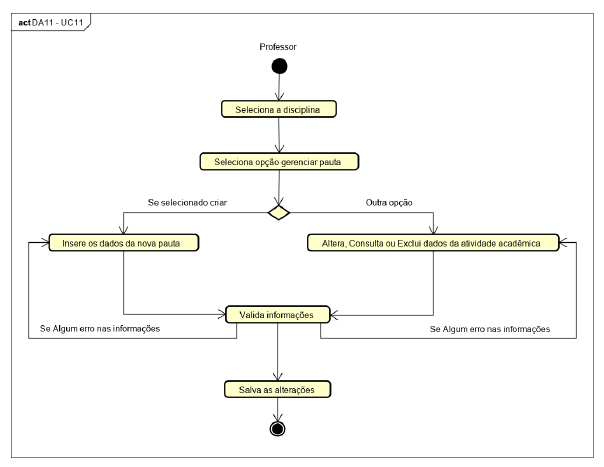 act DA11 - UC11
Professor
Seleciona a disciplina
Seleciona opção gerenciar pauta
Se selecionado criar
Outra opção
Insere os dados da nova pauta
Altera, Consulta ou Exclui dados da atividade acadêmica
Valida informações
Se Algum erro nas informações
Se Algum erro nas informações
Salva as alterações